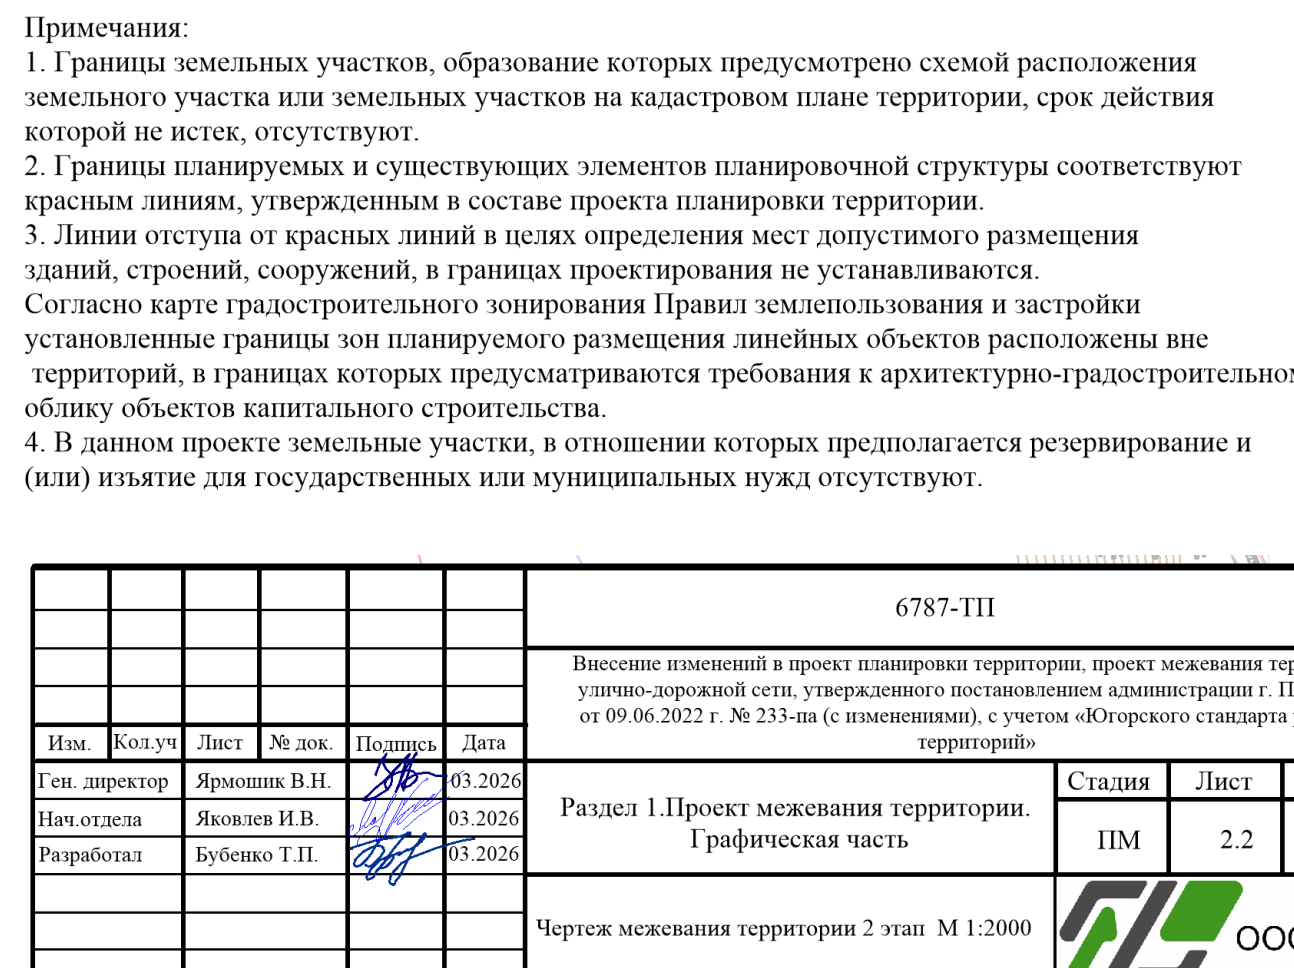 Примечания:
1. Границы земельных участков, образование которых предусмотрено схемой расположения
земельного участка или земельных участков на кадастровом плане территории, срок действия
которой не истек, отсутствуют.
2. Границы планируемых и существующих элементов планировочной структуры соответствуют
красным линиям, утвержденным в составе проекта планировки территории.
3. Линии отступа от красных линий в целях определения мест допустимого размещения
зданий, строений, сооружений, в границах проектирования не устанавливаются.
Согласно карте градостроительного зонирования Правил землепользования и застройки
установленные границы зон планируемого размещения линейных объектов расположены вне
территорий, в границах которых предусматриваются требования к архитектурно-градостроительном
облику объектов капитального строительства.
4. В данном проекте земельные участки, в отношении которых предполагается резервирование и
(или) изъятие для государственных или муниципальных нужд отсутствуют.
6787-ТП
Внесение изменений в проект планировки территории, проект межевания тер
улично-дорожной сети, утвержденного постановлением администрации г. П
от 09.06.2022 г. № 233-па (с изменениями), с учетом «Югорского стандарта
территорий»
Изм. Кол.уч Лист № док. Подпись Дата
Ген. директор Ярмошик В.Н. 03.2026
Нач.отдела Яковлев И.В. 03.2026
Разработал Бубенко Т.П. 03.2026
Раздел 1.Проект межевания территории.
Графическая часть
Стадия Лист
ПМ 2.2
Чертеж межевания территории 2 этап М 1:2000
ООО